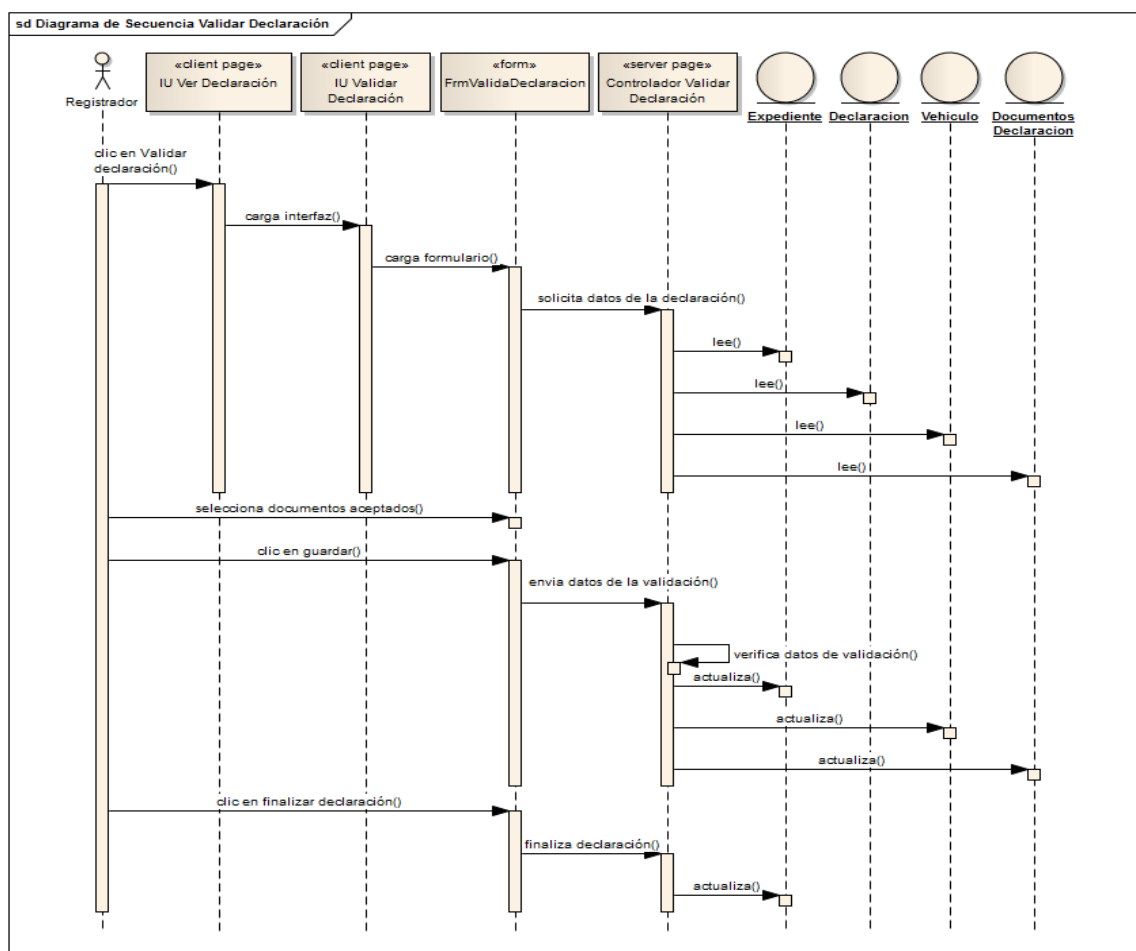 sd Diagrama de Secuencia Validar Declaración
Registrador
«client page»
IU Ver Declaración
«client page»
IU Validar
Declaración
«form»
FrmValidaDeclaracion
«server page»
Controlador Validar
Declaración
Expediente
Declaracion
Vehiculo
Documentos
Declaracion
clic en Validar
declaración()
carga interfaz()
carga formulario()
solicita datos de la declaración()
lee()
lee()
lee()
lee()
selecciona documentos aceptados()
clic en guardar()
envia datos de la validación()
verifica datos de validación()
actualiza()
actualiza()
actualiza()
clic en finalizar declaración()
finaliza declaración()
actualiza()